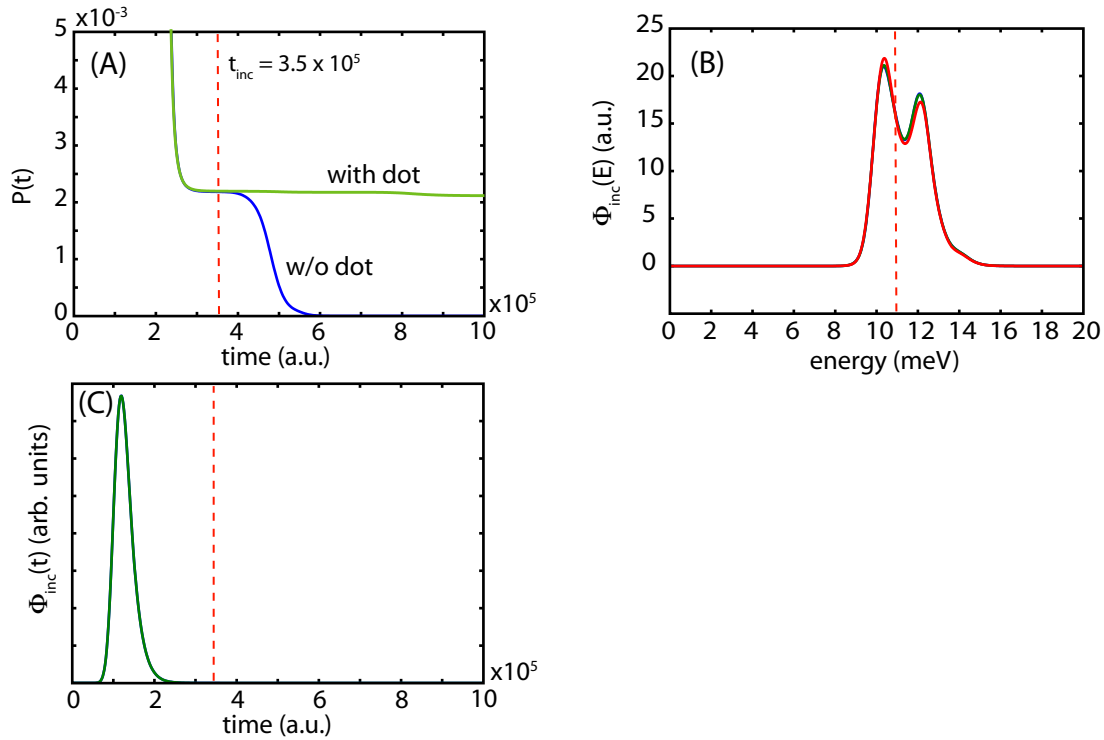 x10⁻³
(A)
t_inc = 3.5 x 10⁵
with dot
w/o dot
P(t)
5
4
3
2
1
0
0 2 4 6 8 10
x10⁵
time (a.u.)
(B)
Φ_inc(E) (a.u.)
25
20
15
10
5
0
0 2 4 6 8 10 12 14 16 18 20
energy (meV)
(C)
Φ_inc(t) (arb. units)
0 2 4 6 8 10
x10⁵
time (a.u.)